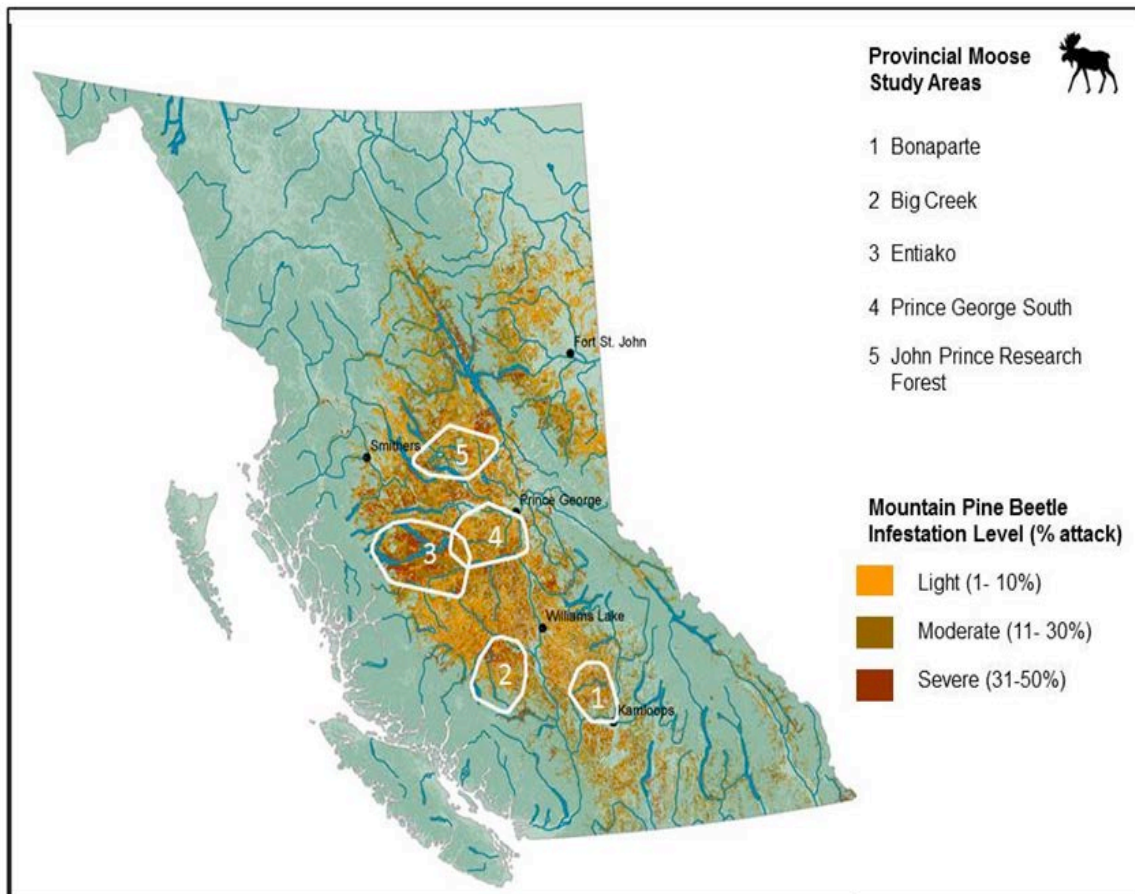 Provincial Moose
Study Areas
1 Bonaparte
2 Big Creek
3 Entiako
4 Prince George South
5 John Prince Research
Forest
Fort St. John
Smithers
5
Prince George
4
3
Williams Lake
2
1
Kamloops
Mountain Pine Beetle
Infestation Level (% attack)
Light (1- 10%)
Moderate (11- 30%)
Severe (31-50%)